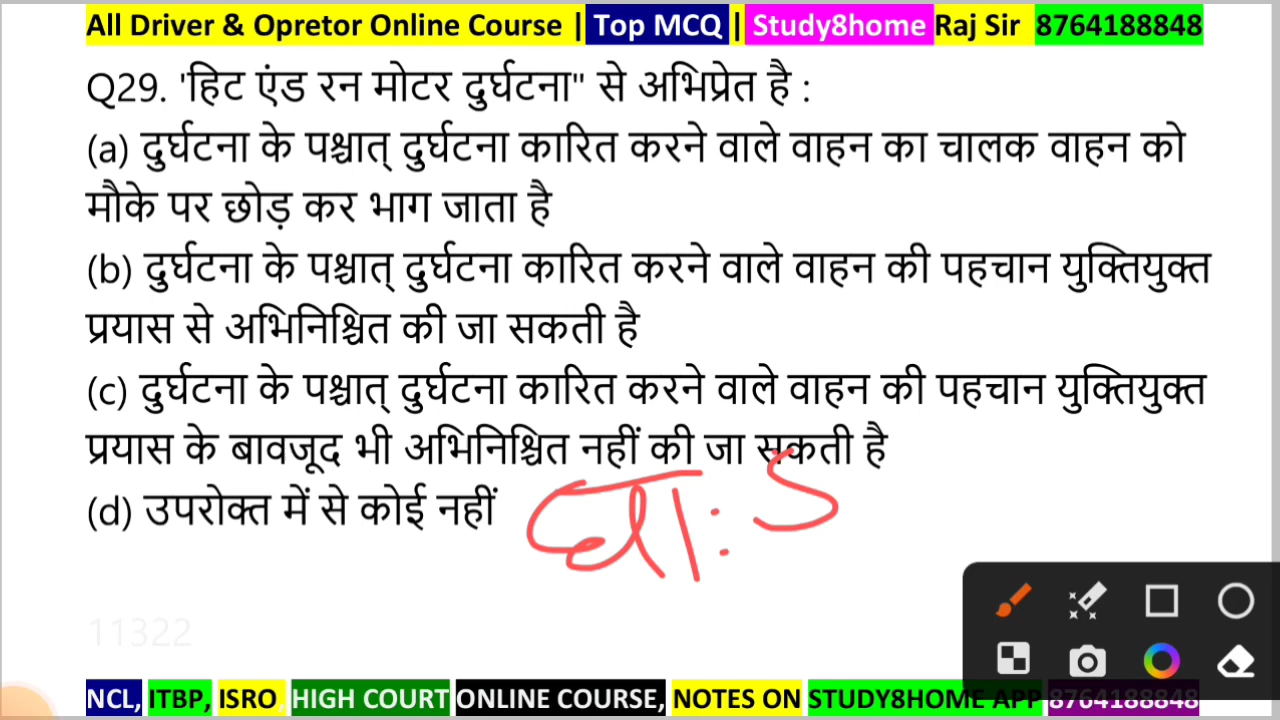 All Driver & Opretor Online Course | Top MCQ | Study8home Raj Sir 8764188848
Q29. 'हिट एंड रन मोटर दुर्घटना" से अभिप्रेत है :
(a) दुर्घटना के पश्चात् दुर्घटना कारित करने वाले वाहन का चालक वाहन को
मौके पर छोड़ कर भाग जाता है
(b) दुर्घटना के पश्चात् दुर्घटना कारित करने वाले वाहन की पहचान युक्तियुक्त
प्रयास से अभिनिश्चित की जा सकती है
(c) दुर्घटना के पश्चात् दुर्घटना कारित करने वाले वाहन की पहचान युक्तियुक्त
प्रयास के बावजूद भी अभिनिश्चित नहीं की जा सकती है
(d) उपरोक्त में से कोई नहीं
11322
NCL, ITBP, ISRO, HIGH COURT ONLINE COURSE, NOTES ON STUDY8HOME APP 8764188848